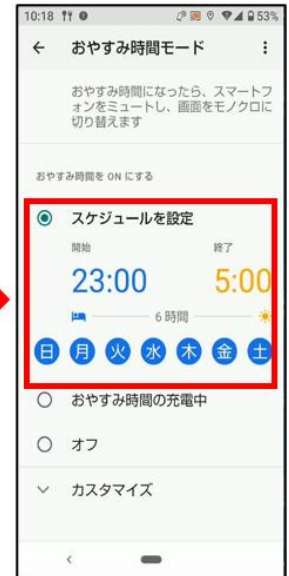 10:18 53%
おやすみ時間モード
おやすみ時間になったら、スマートフ
ォンをミュートし、画面をモノクロに
切り替えます
おやすみ時間を ON にする
スケジュールを設定
開始 終了
23:00 5:00
6 時間
日 月 火 水 木 金 土
おやすみ時間の充電中
オフ
カスタマイズ